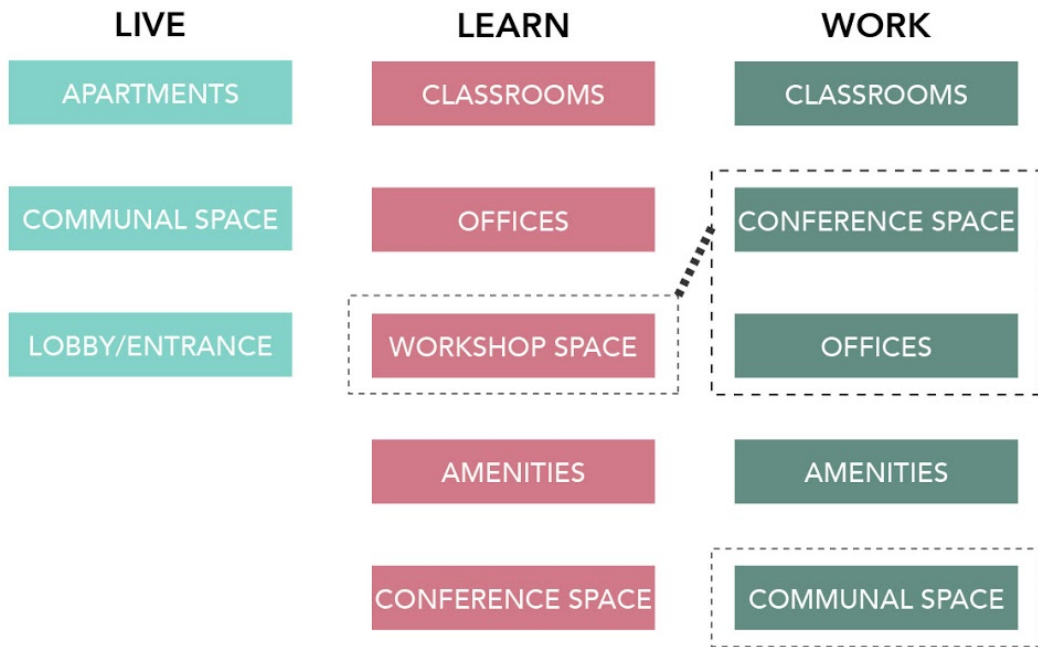 LIVE
APARTMENTS
COMMUNAL SPACE
LOBBY/ENTRANCE
LEARN
CLASSROOMS
OFFICES
WORKSHOP SPACE
AMENITIES
CONFERENCE SPACE
WORK
CLASSROOMS
CONFERENCE SPACE
OFFICES
AMENITIES
COMMUNAL SPACE